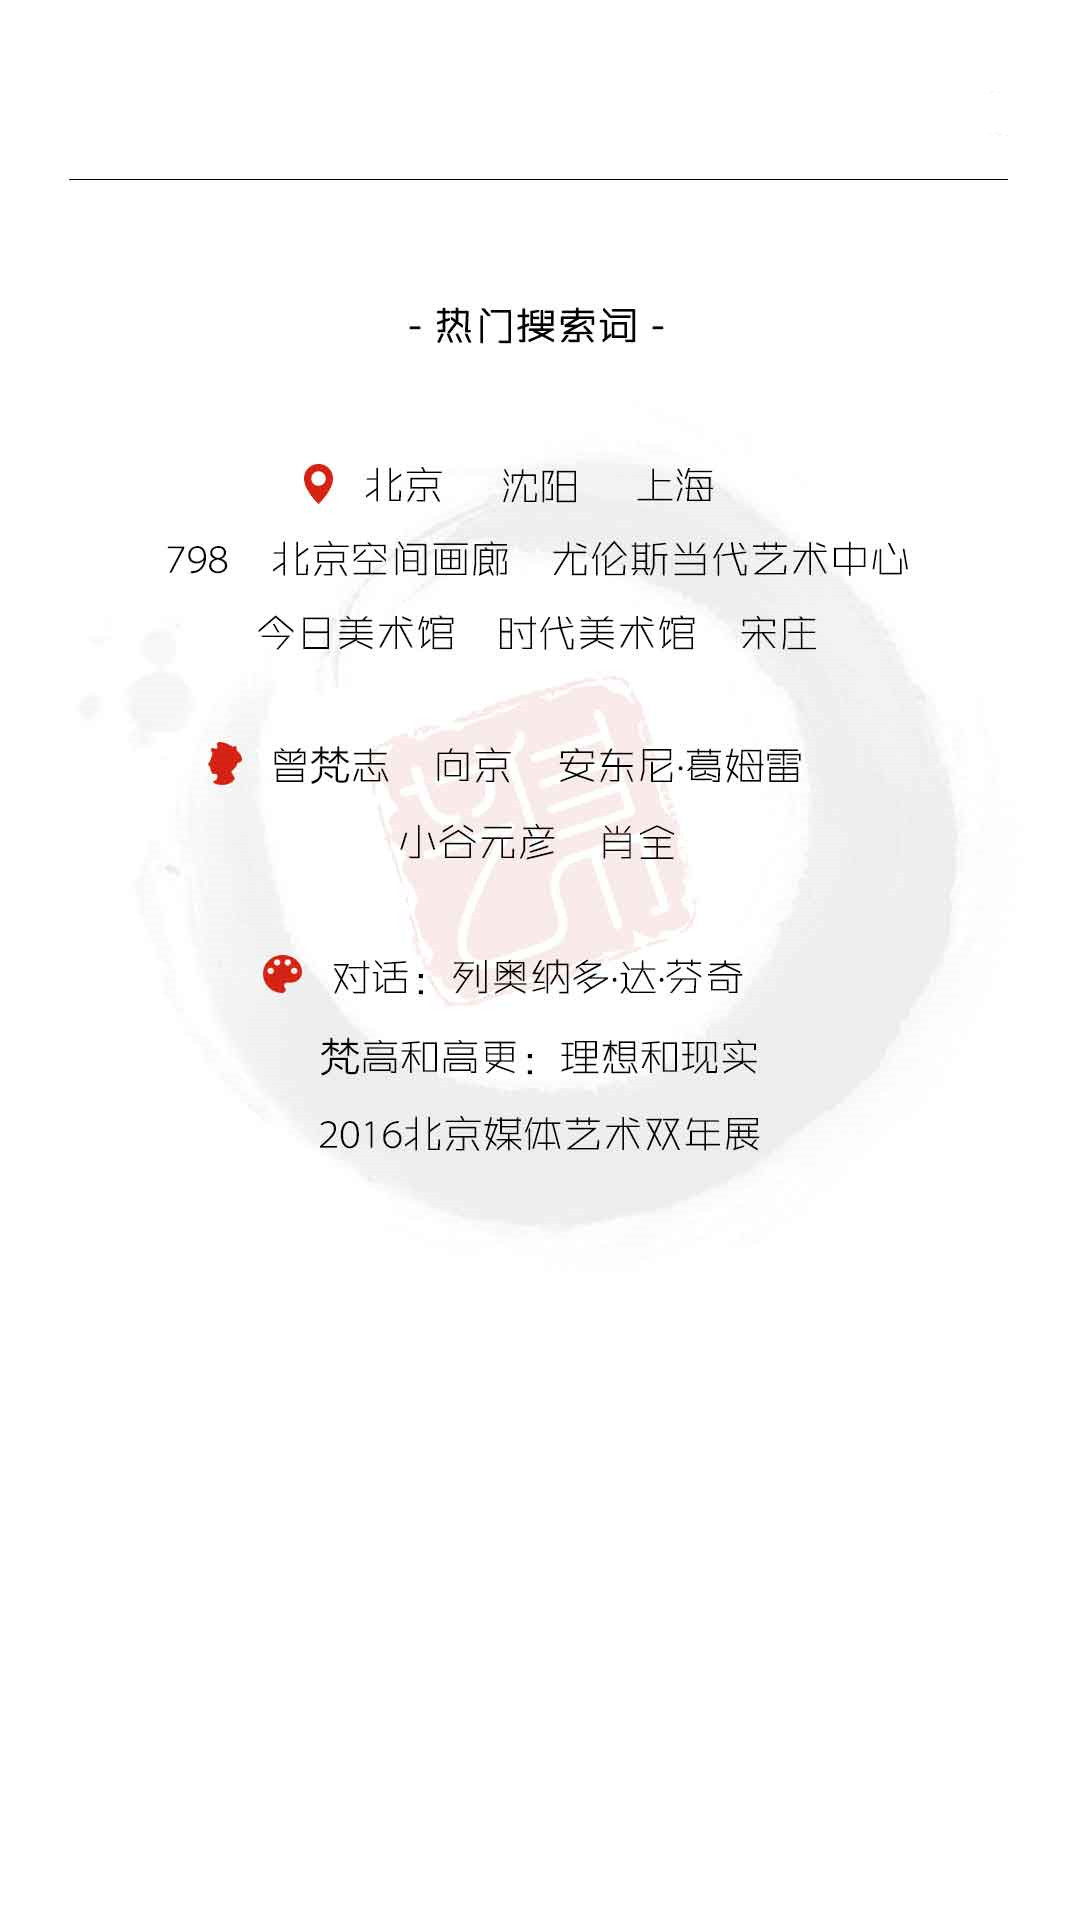 - 热门搜索词 -
北京 沈阳 上海
798 北京空间画廊 尤伦斯当代艺术中心
今日美术馆 时代美术馆 宋庄
曾梵志 向京 安东尼·葛姆雷
小谷元彦 肖全
对话：列奥纳多·达·芬奇
梵高和高更：理想和现实
2016北京媒体艺术双年展